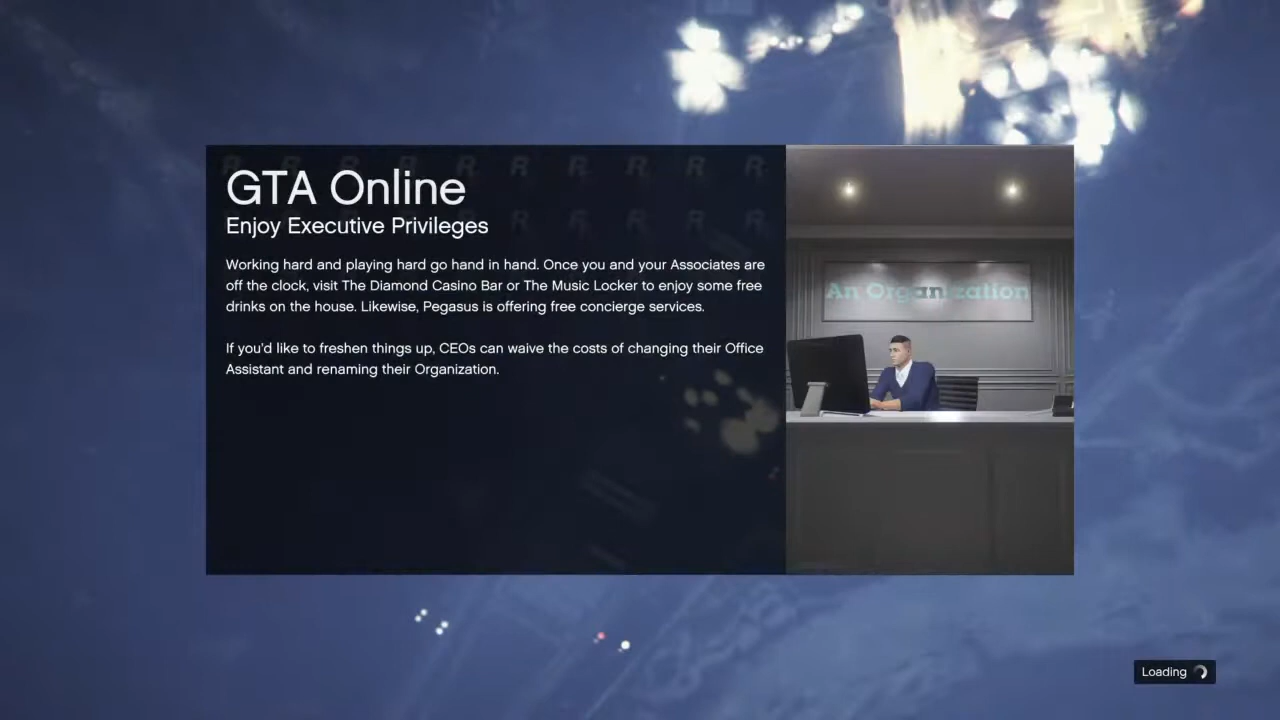 GTA Online
Enjoy Executive Privileges
Working hard and playing hard go hand in hand. Once you and your Associates are
off the clock, visit The Diamond Casino Bar or The Music Locker to enjoy some free
drinks on the house. Likewise, Pegasus is offering free concierge services.
If you'd like to freshen things up, CEOs can waive the costs of changing their Office
Assistant and renaming their Organization.
An Organization
Loading